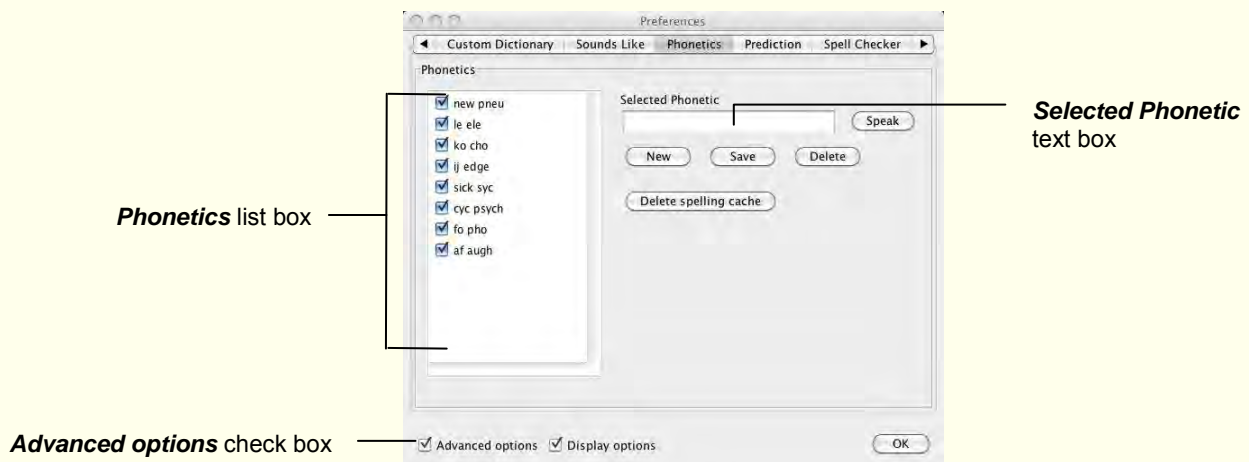 Preferences
Custom Dictionary Sounds Like Phonetics Prediction Spell Checker
Phonetics
new pneu
le ele
ko cho
ij edge
sick syc
cyc psych
fo pho
af augh
Selected Phonetic
Speak
New Save Delete
Delete spelling cache
Selected Phonetic
text box
Phonetics list box
Advanced options check box
Advanced options Display options
OK